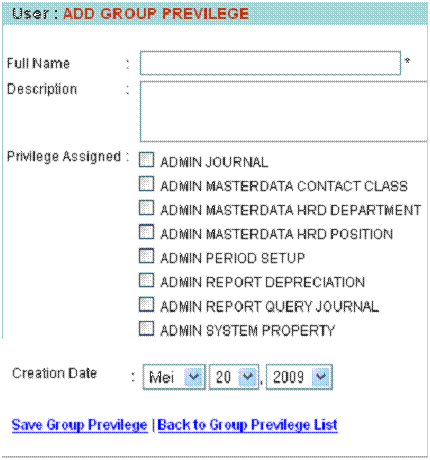 User : ADD GROUP PREVILEGE
Full Name : *
Description :
Privilege Assigned : ADMIN JOURNAL
ADMIN MASTERDATA CONTACT CLASS
ADMIN MASTERDATA HRD DEPARTMENT
ADMIN MASTERDATA HRD POSITION
ADMIN PERIOD SETUP
ADMIN REPORT DEPRECIATION
ADMIN REPORT QUERY JOURNAL
ADMIN SYSTEM PROPERTY
Creation Date : Mei 20 , 2009
Save Group Previlege | Back to Group Previlege List